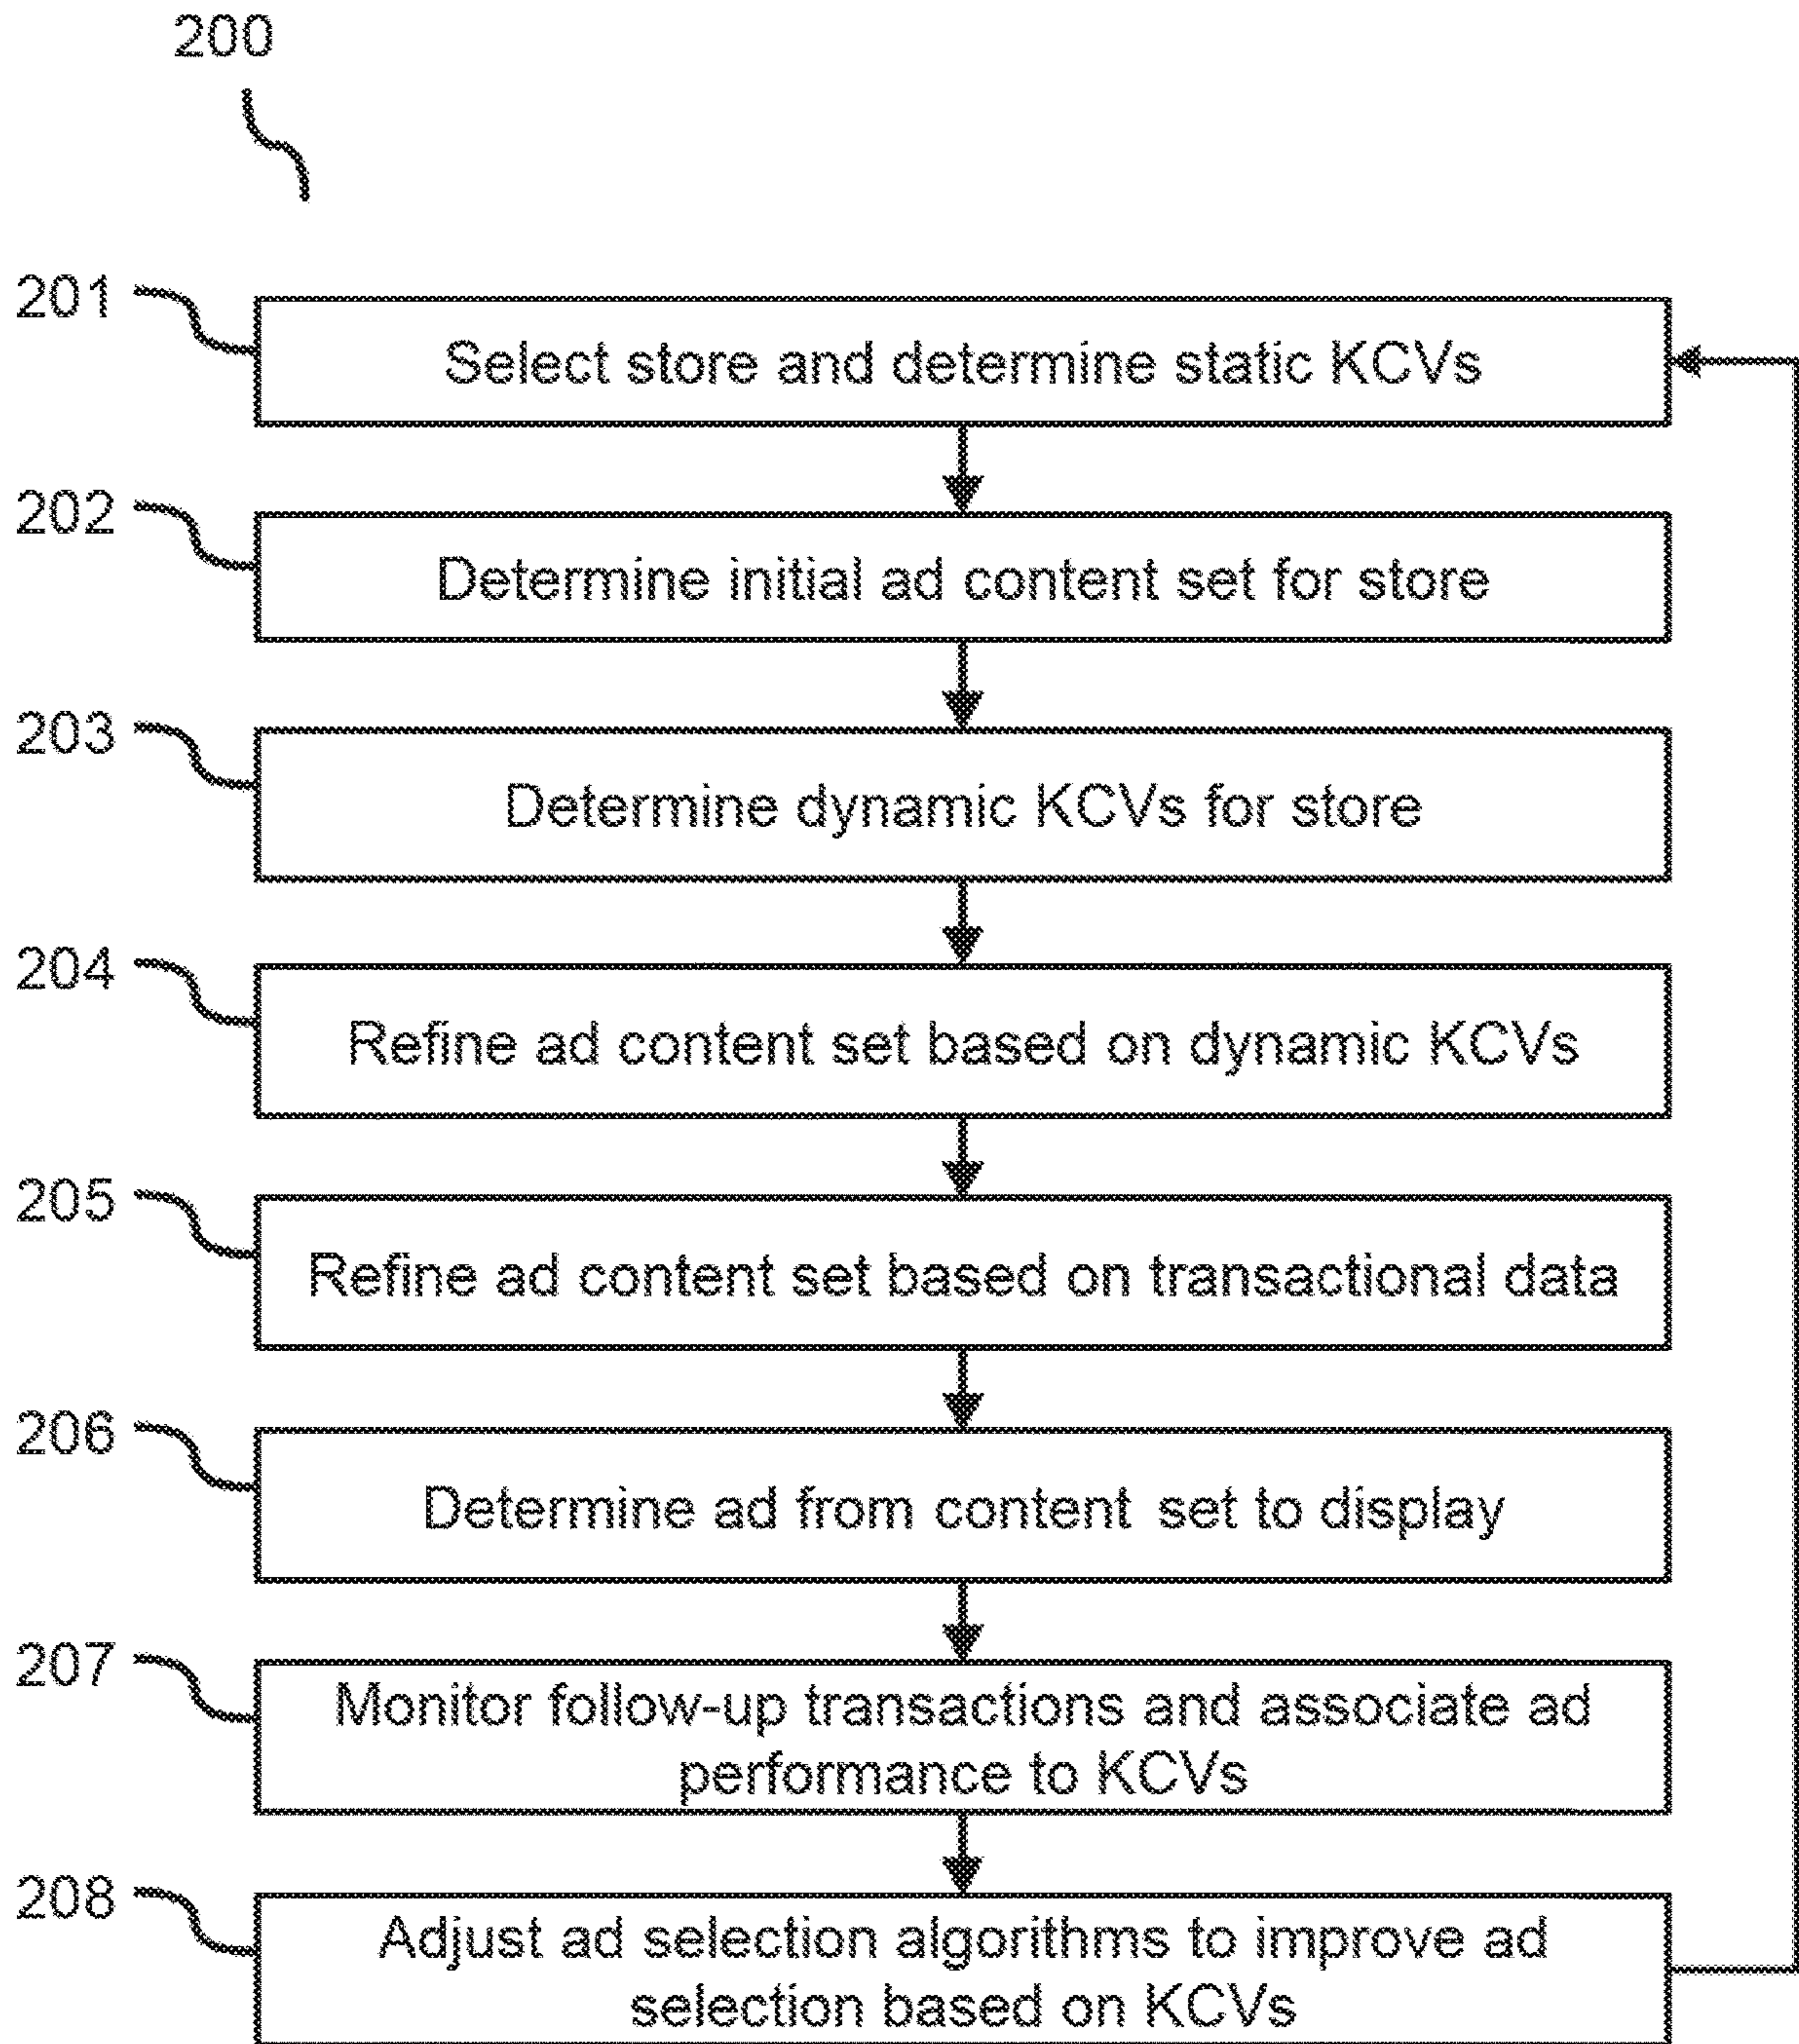 200
201
Select store and determine static KCVs
202
Determine initial ad content set for store
203
Determine dynamic KCVs for store
204
Refine ad content set based on dynamic KCVs
205
Refine ad content set based on transactional data
206
Determine ad from content set to display
207
Monitor follow-up transactions and associate ad
performance to KCVs
208
Adjust ad selection algorithms to improve ad
selection based on KCVs